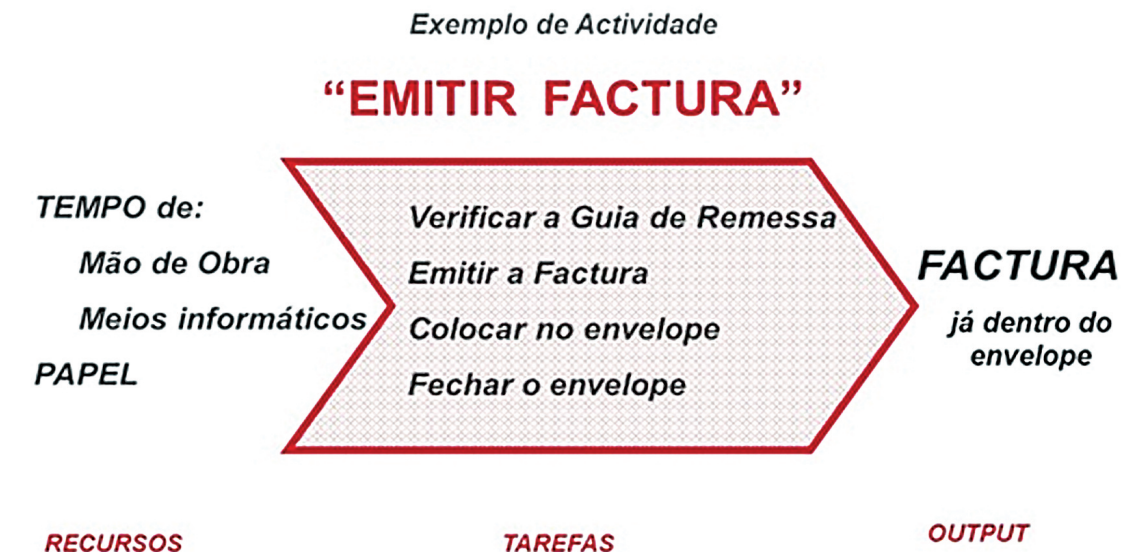 Exemplo de Actividade
“EMITIR FACTURA”
TEMPO de:
Mão de Obra
Meios informáticos
PAPEL
Verificar a Guia de Remessa
Emitir a Factura
Colocar no envelope
Fechar o envelope
FACTURA
já dentro do
envelope
RECURSOS
TAREFAS
OUTPUT